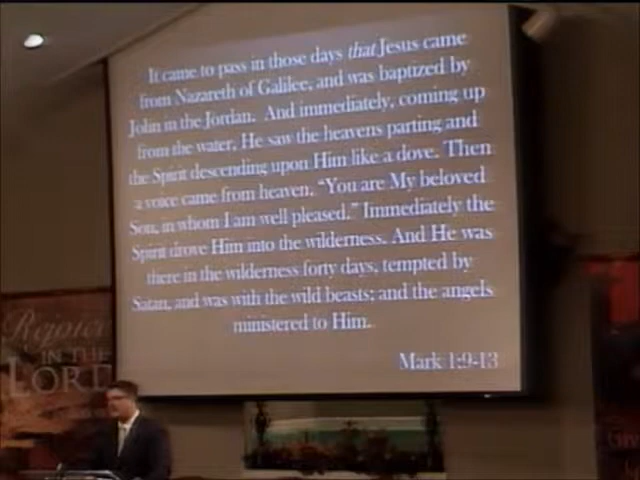 It came to pass in those days that Jesus came
from Nazareth of Galilee, and was baptized by
John in the Jordan. And immediately, coming up
from the water, He saw the heavens parting and
the Spirit descending upon Him like a dove. Then
a voice came from heaven, "You are My beloved
Son, in whom I am well pleased." Immediately the
Spirit drove Him into the wilderness. And He was
there in the wilderness forty days, tempted by
Satan, and was with the wild beasts; and the angels
ministered to Him.
Mark 1:9-13
Rejoice
IN THE
LORD